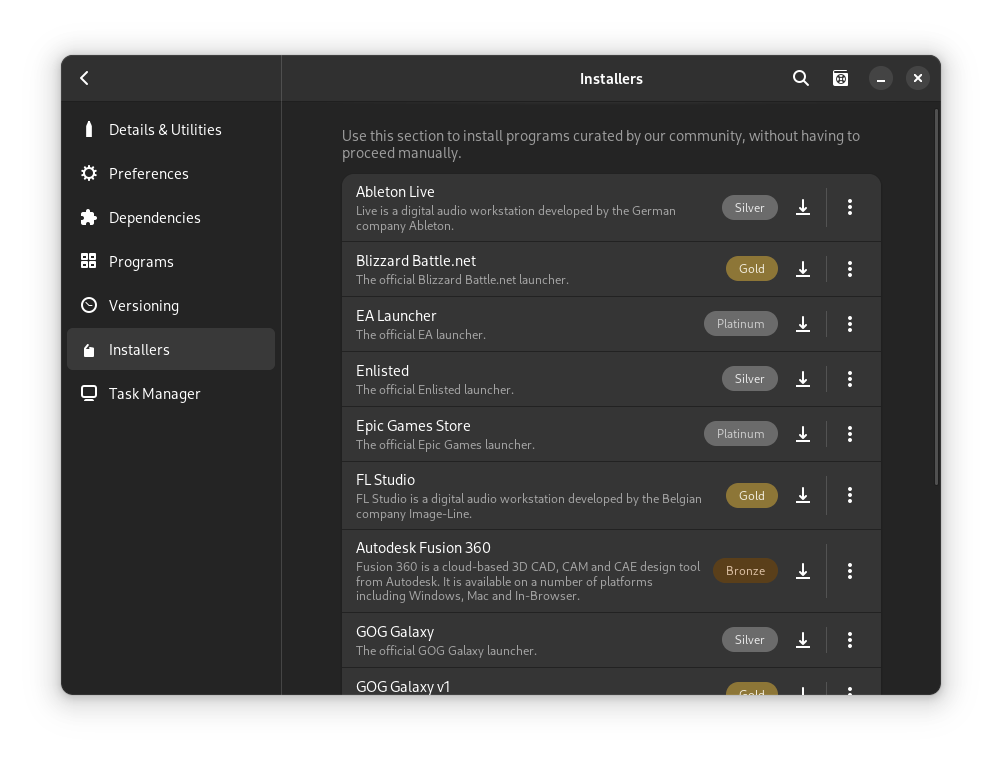 Installers
Details & Utilities
Preferences
Dependencies
Programs
Versioning
Installers
Task Manager
Use this section to install programs curated by our community, without having to
proceed manually.
Ableton Live
Live is a digital audio workstation developed by the German
company Ableton.
Silver
Blizzard Battle.net
The official Blizzard Battle.net launcher.
Gold
EA Launcher
The official EA launcher.
Platinum
Enlisted
The official Enlisted launcher.
Silver
Epic Games Store
The official Epic Games launcher.
Platinum
FL Studio
FL Studio is a digital audio workstation developed by the Belgian
company Image-Line.
Gold
Autodesk Fusion 360
Fusion 360 is a cloud-based 3D CAD, CAM and CAE design tool
from Autodesk. It is available on a number of platforms
including Windows, Mac and In-Browser.
Bronze
GOG Galaxy
The official GOG Galaxy launcher.
Silver
GOG Galaxy v1
Gold